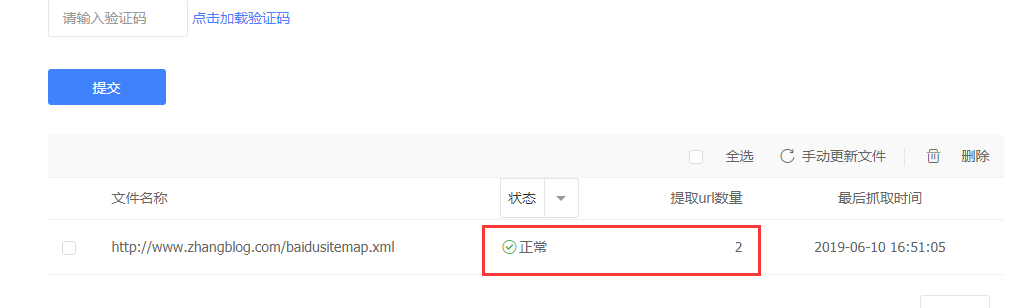 请输入验证码 点击加载验证码
提交
全选 手动更新文件 删除
文件名称 状态 提取url数量 最后抓取时间
http://www.zhangblog.com/baidusitemap.xml 正常 2 2019-06-10 16:51:05